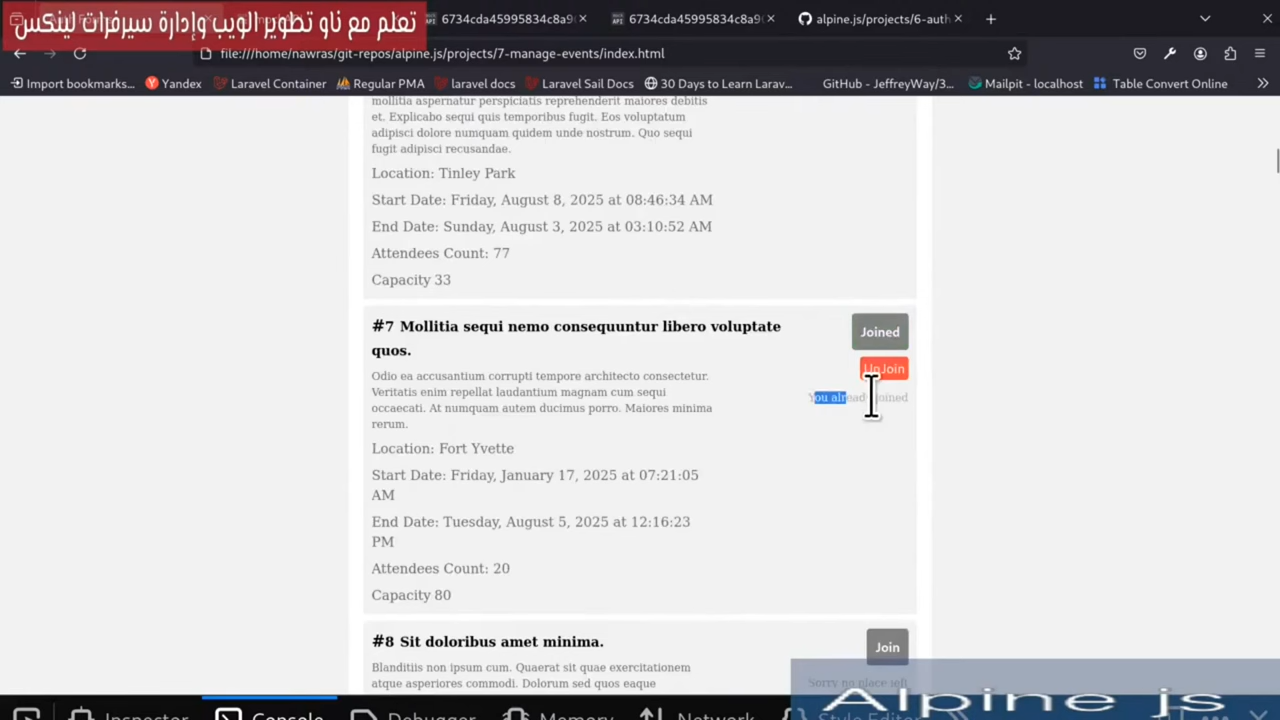 تعلم مع ناو تطوير الويب وإدارة سيرفرات لينكس
6734cda45995834c8a9
6734cda45995834c8a9
alpine.js/projects/6-auth
file:///home/nawras/git-repos/alpine.js/projects/7-manage-events/index.html
Import bookmarks...
Yandex
Laravel Container
Regular PMA
laravel docs
Laravel Sail Docs
30 Days to Learn Larav...
GitHub - JeffreyWay/3...
Mailpit - localhost
Table Convert Online
mollitia aspernatur perspiciatis reprehenderit maiores debitis
et. Explicabo sequi quis temporibus fugit. Eos voluptatum
adipisci dolore numquam quidem unde nostrum. Quo sequi
fugit adipisci recusandae.
Location: Tinley Park
Start Date: Friday, August 8, 2025 at 08:46:34 AM
End Date: Sunday, August 3, 2025 at 03:10:52 AM
Attendees Count: 77
Capacity 33
#7 Mollitia sequi nemo consequuntur libero voluptate
quos.
Joined
UnJoin
You already joined
Odio ea accusantium corrupti tempore architecto consectetur.
Veritatis enim repellat laudantium magnam cum sequi
occaecati. At numquam autem ducimus porro. Maiores minima
rerum.
Location: Fort Yvette
Start Date: Friday, January 17, 2025 at 07:21:05
AM
End Date: Tuesday, August 5, 2025 at 12:16:23
PM
Attendees Count: 20
Capacity 80
#8 Sit doloribus amet minima.
Join
Blanditiis non ipsum cum. Quaerat sit quae exercitationem
atque asperiores commodi. Dolorum sed quos eaque
Sorry no place left
Alpine js
Inspector
Console
Debugger
Memory
Network
Style Editor